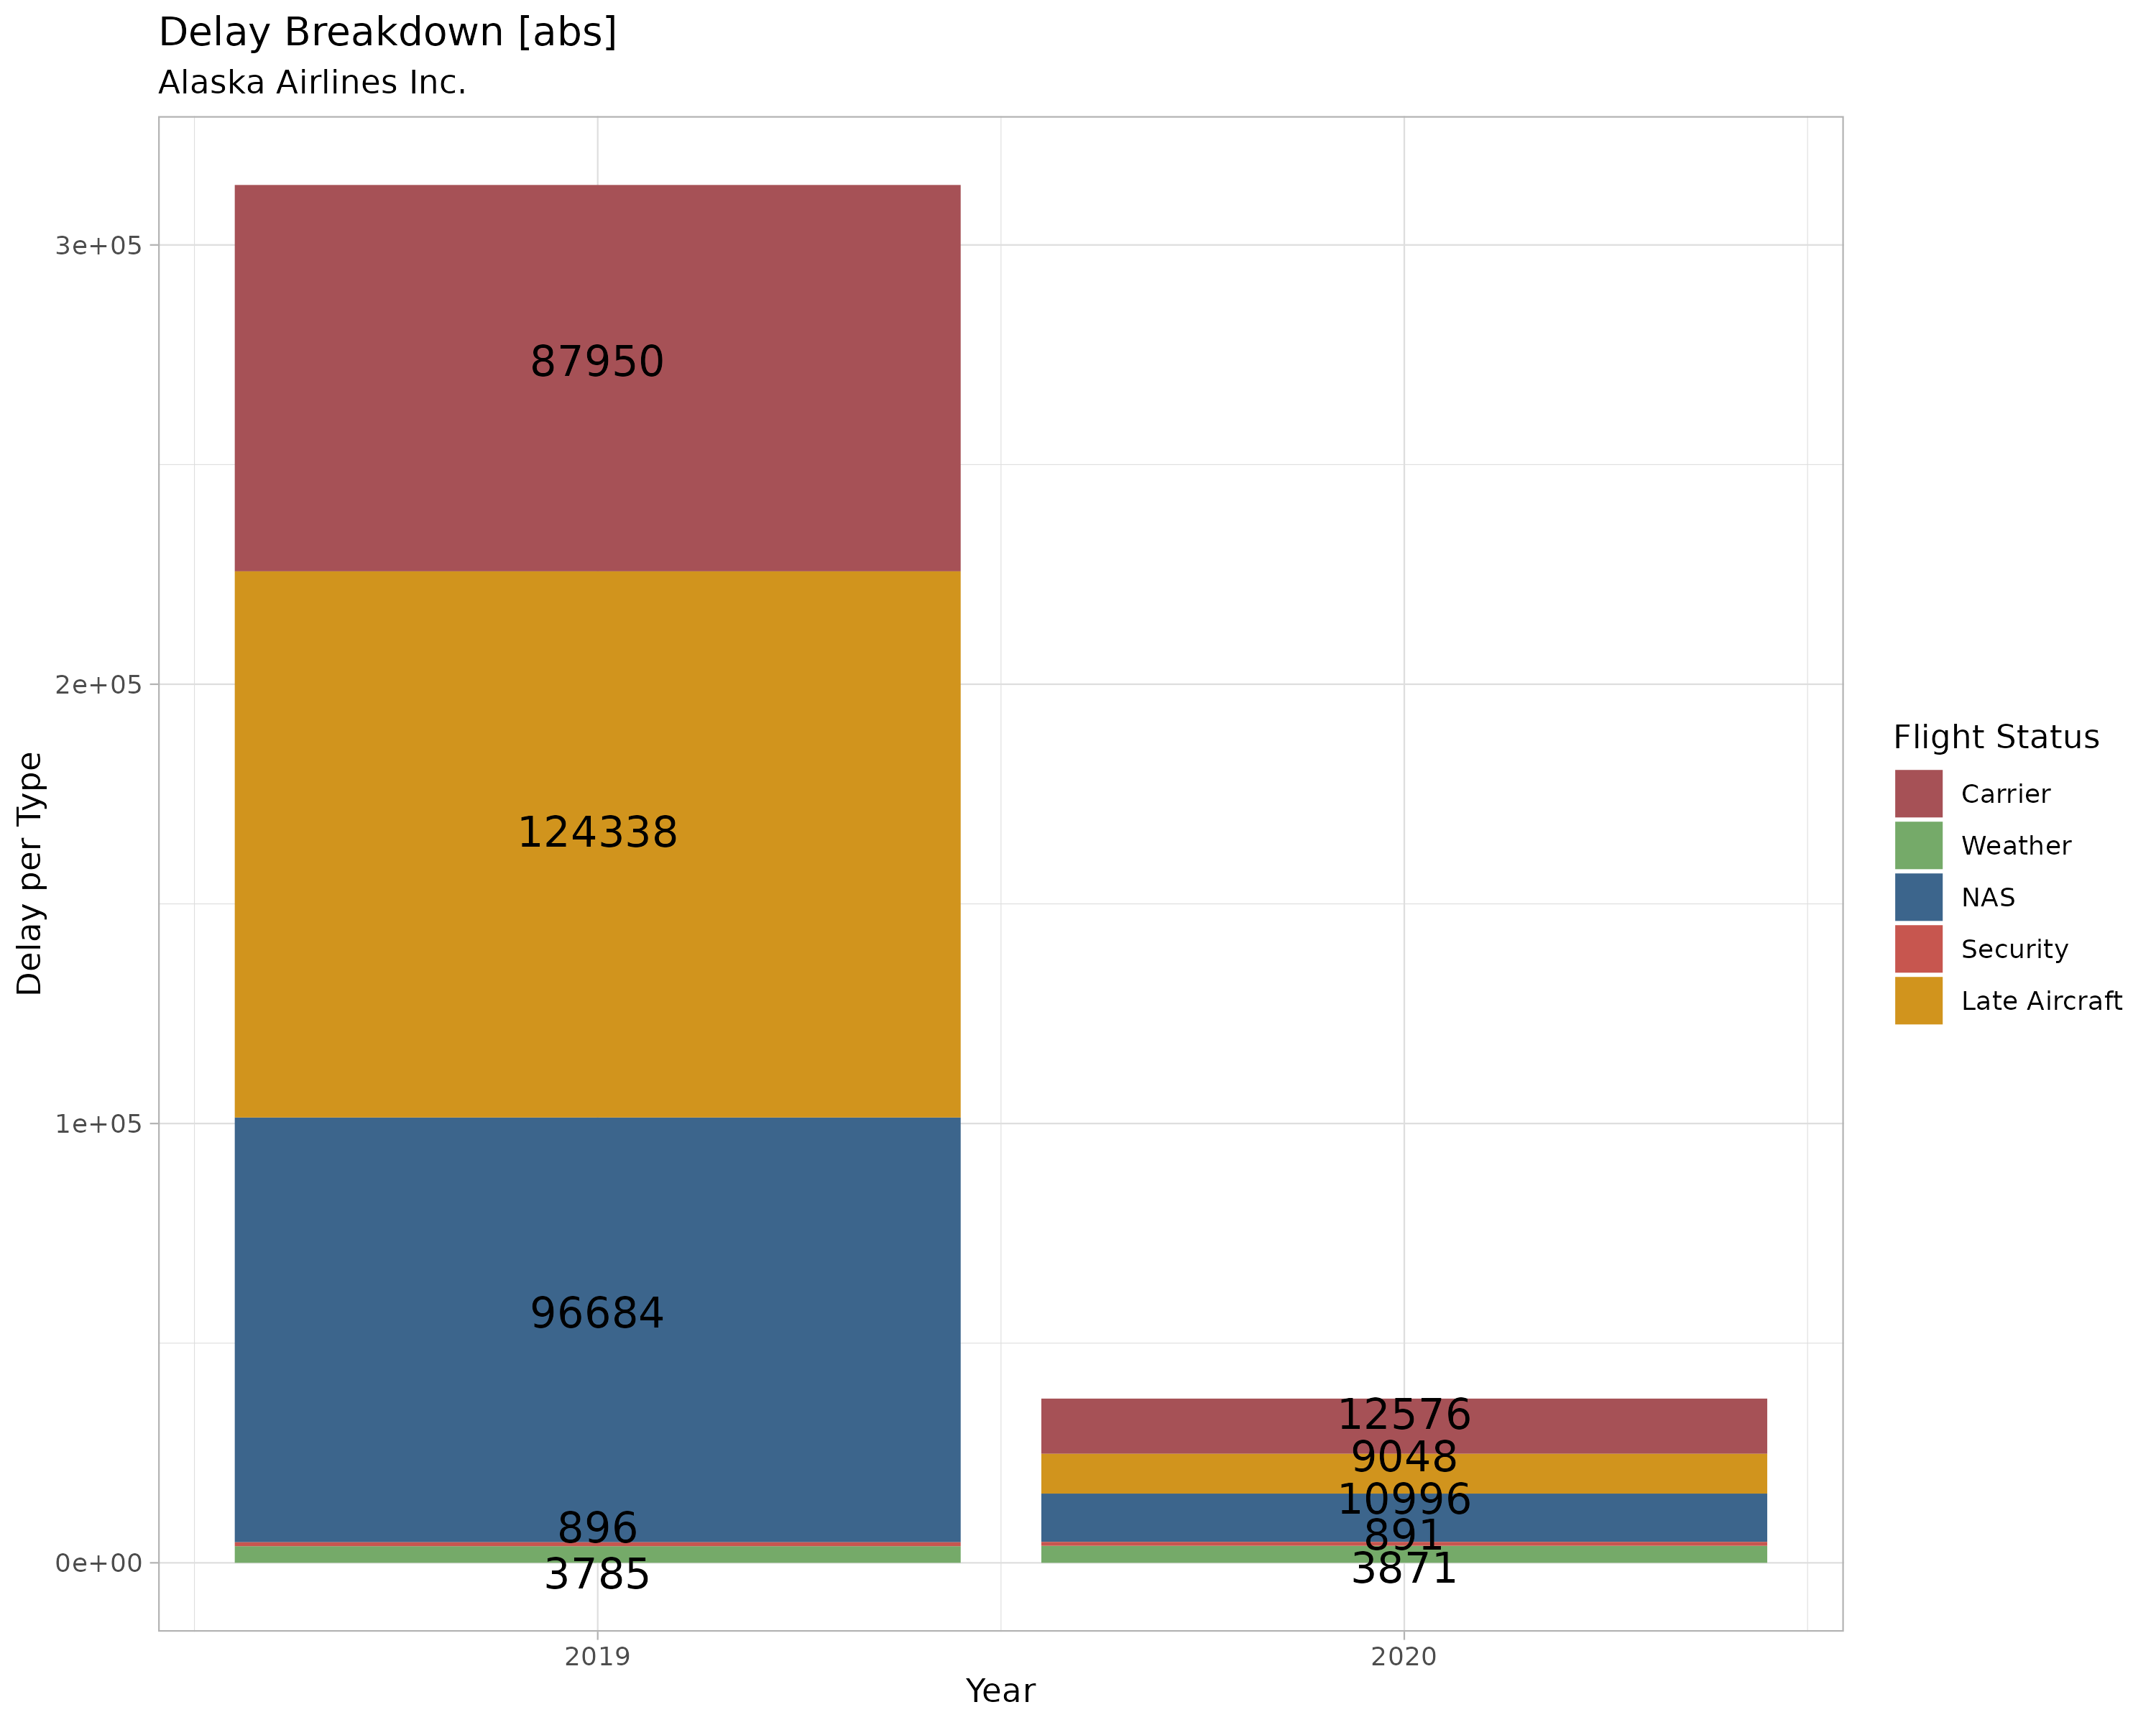 Delay Breakdown [abs]
Alaska Airlines Inc.
3e+05
2e+05
1e+05
0e+00
Delay per Type
87950
124338
96684
896
3785
12576
9048
10996
891
3871
2019
2020
Year
Flight Status
Carrier
Weather
NAS
Security
Late Aircraft